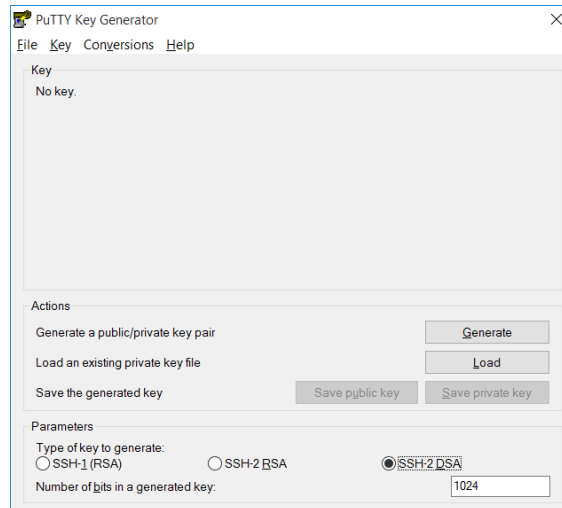 PuTTY Key Generator
File Key Conversions Help
Key
No key.
Actions
Generate a public/private key pair Generate
Load an existing private key file Load
Save the generated key Save public key Save private key
Parameters
Type of key to generate:
SSH-1 (RSA) SSH-2 RSA SSH-2 DSA
Number of bits in a generated key: 1024